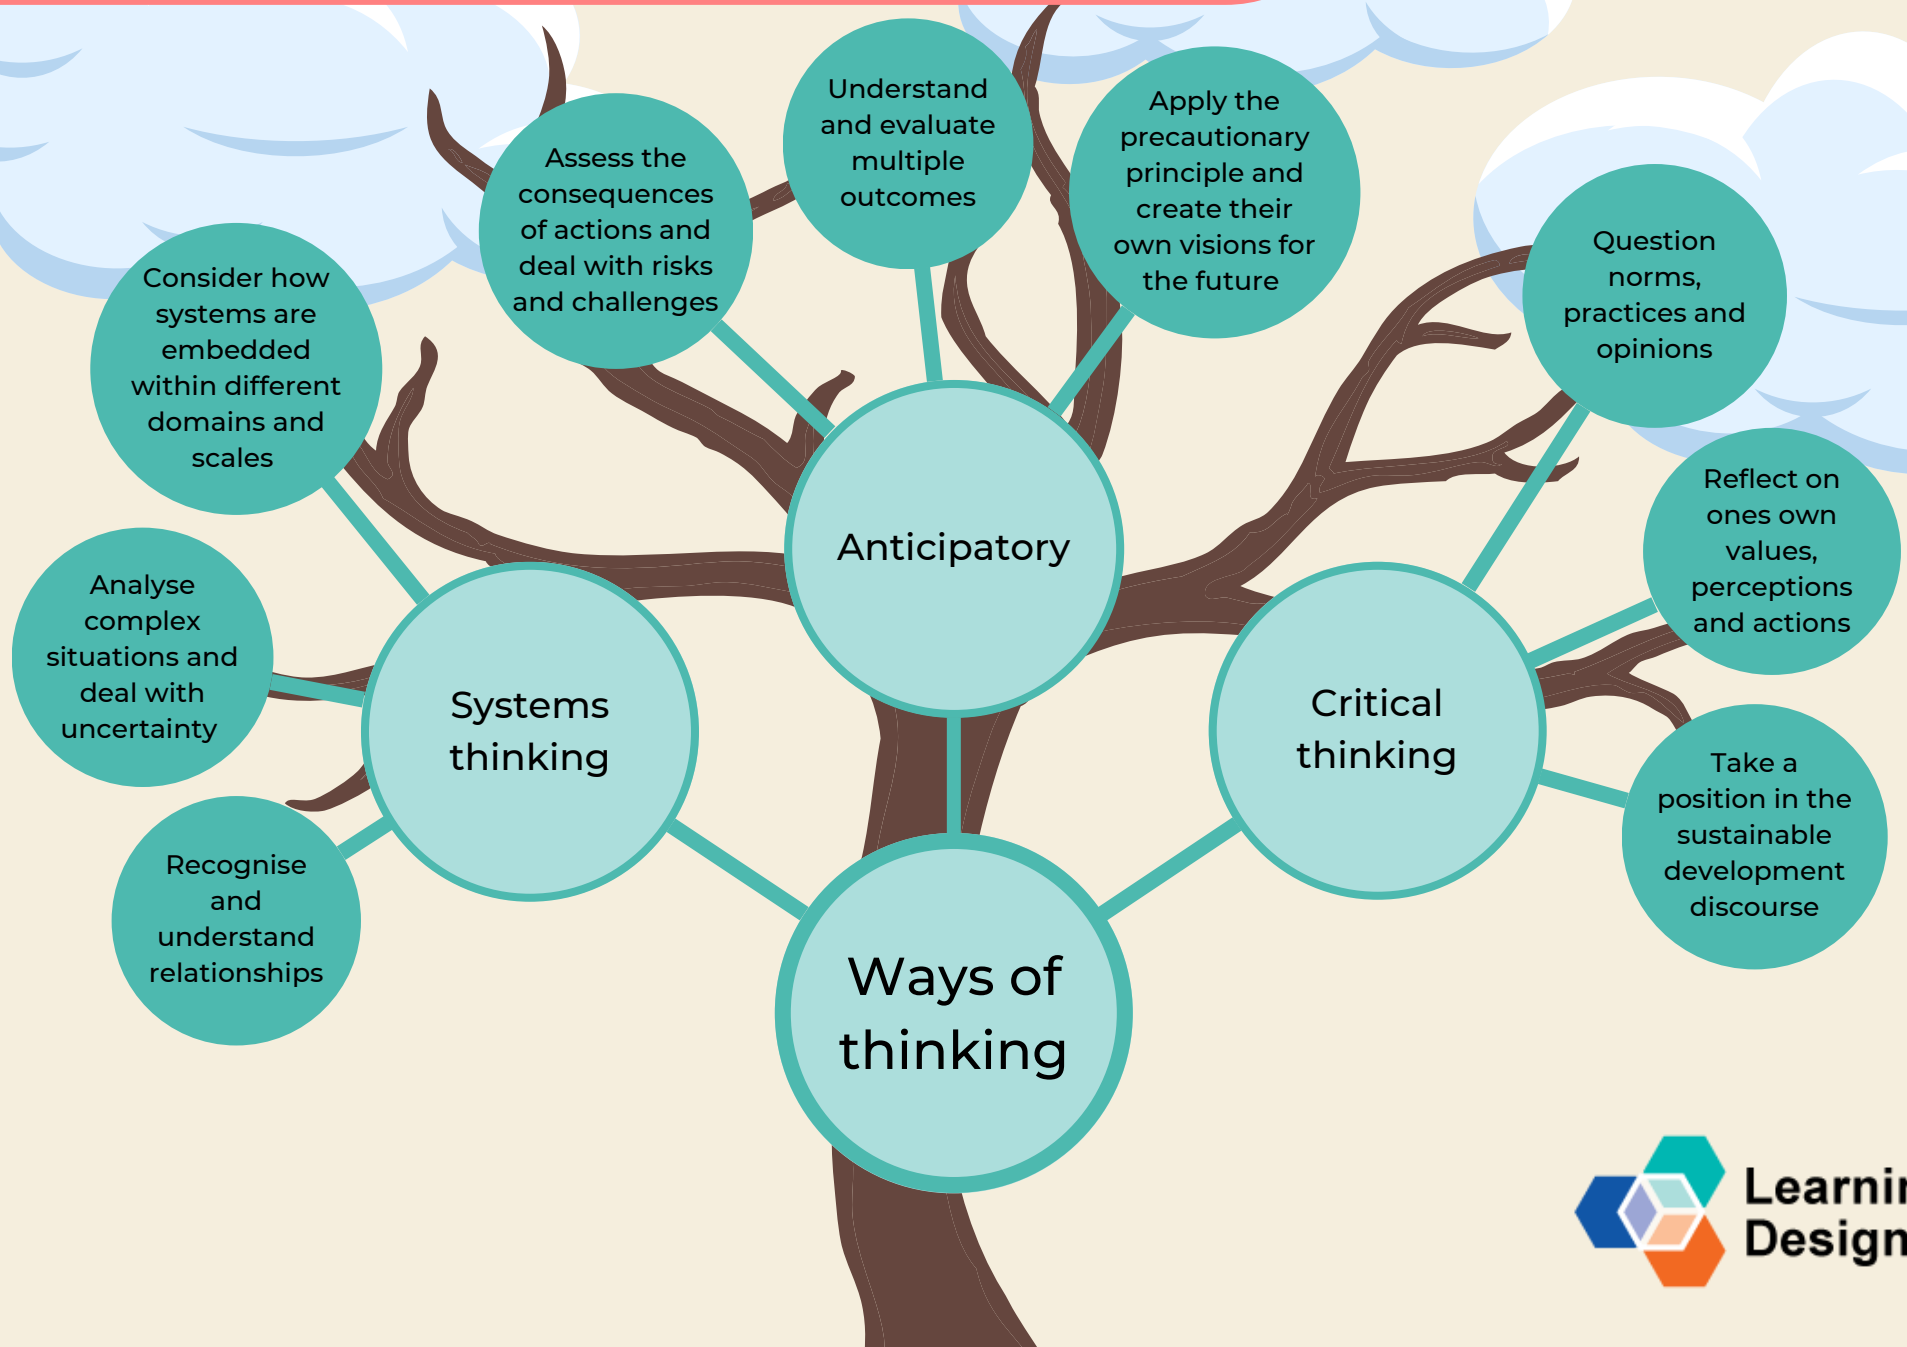 Understand
and evaluate
multiple
outcomes
Apply the
precautionary
principle and
create their
own visions for
the future
Assess the
consequences
of actions and
deal with risks
and challenges
Question
norms,
practices and
opinions
Consider how
systems are
embedded
within different
domains and
scales
Reflect on
ones own
values,
perceptions
and actions
Anticipatory
Analyse
complex
situations and
deal with
uncertainty
Systems
thinking
Critical
thinking
Take a
position in the
sustainable
development
discourse
Recognise
and
understand
relationships
Ways of
thinking
Design